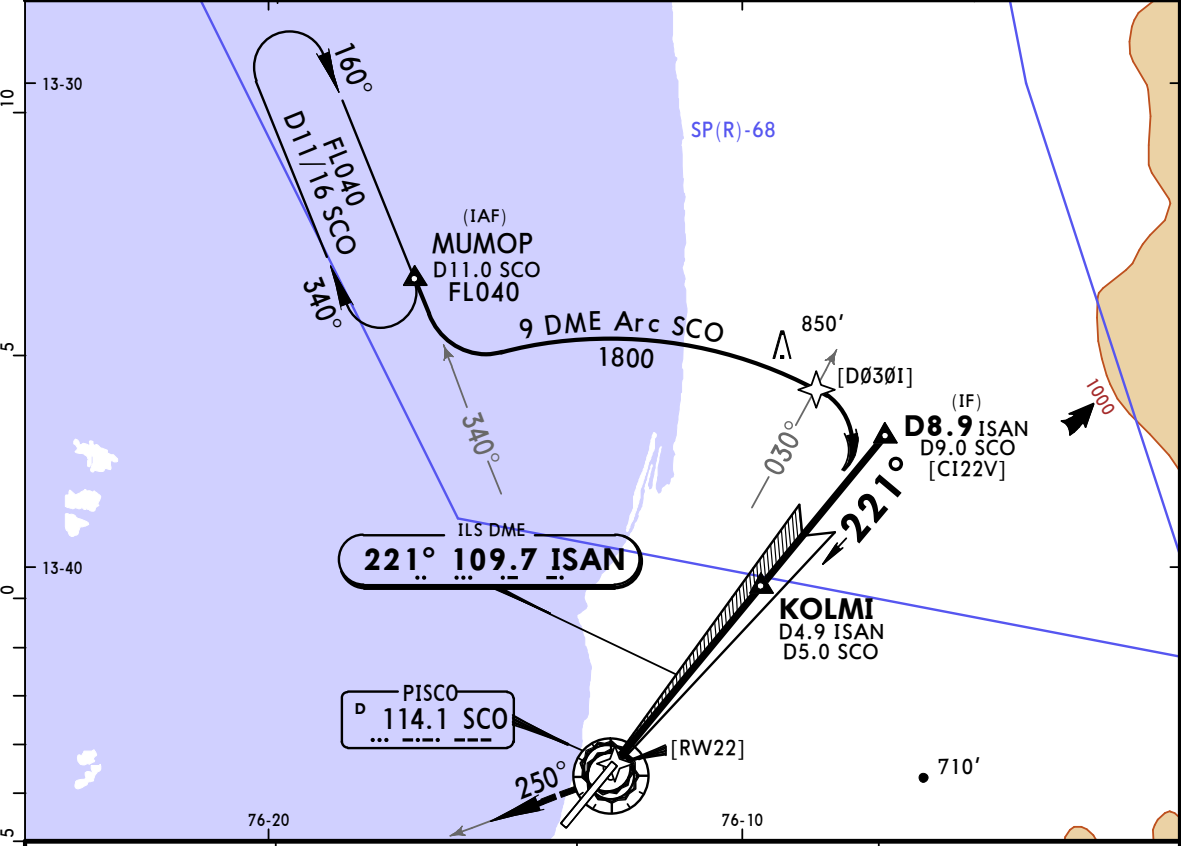 160°
10
13-30
SP(R)-68
FL040
D11/16 SCO
(IAF)
MUMOP
D11.0 SCO
FL040
340°
9 DME Arc SCO
1800
850’
5
[DØ30I]
(IF)
D8.9 ISAN
D9.0 SCO
[CI22V]
1000
340°
030°
221°
ILS DME
221° 109.7 ISAN
13-40
0
KOLMI
D4.9 ISAN
D5.0 SCO
PISCO
D 114.1 SCO
[RW22]
710’
250°
76-20
76-10
5